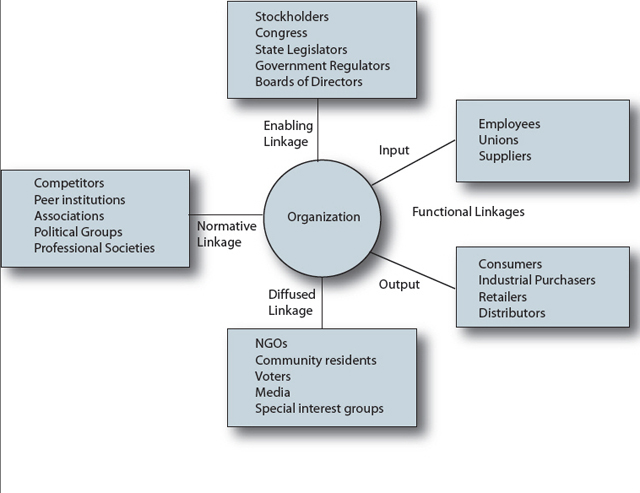 Stockholders
Congress
State Legislators
Government Regulators
Boards of Directors
Enabling
Linkage
Input
Employees
Unions
Suppliers
Competitors
Peer institutions
Associations
Political Groups
Professional Societies
Normative
Linkage
Organization
Functional Linkages
Diffused
Linkage
Output
Consumers
Industrial Purchasers
Retailers
Distributors
NGOs
Community residents
Voters
Media
Special interest groups